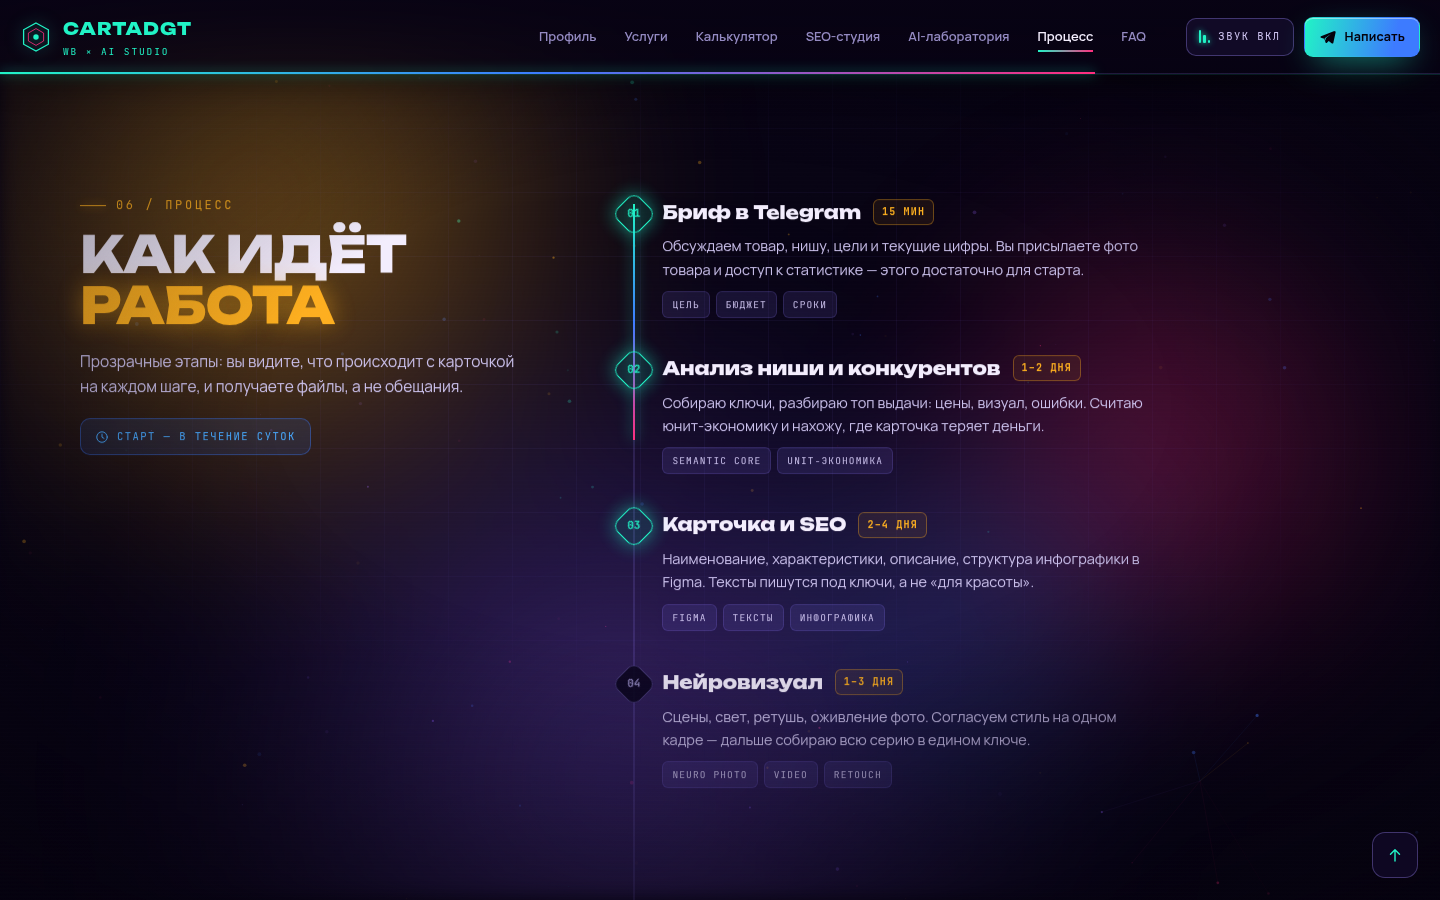 CARTADGT
WB × AI STUDIO
Профиль
Услуги
Калькулятор
SEO-студия
AI-лаборатория
Процесс
FAQ
ЗВУК ВКЛ
Написать
06 / ПРОЦЕСС
КАК ИДЁТ
РАБОТА
Прозрачные этапы: вы видите, что происходит с карточкой
на каждом шаге, и получаете файлы, а не обещания.
СТАРТ — В ТЕЧЕНИЕ СУТОК
01
Бриф в Telegram
15 МИН
Обсуждаем товар, нишу, цели и текущие цифры. Вы присылаете фото
товара и доступ к статистике — этого достаточно для старта.
ЦЕЛЬ
БЮДЖЕТ
СРОКИ
02
Анализ ниши и конкурентов
1–2 ДНЯ
Собираю ключи, разбираю топ выдачи: цены, визуал, ошибки. Считаю
юнит-экономику и нахожу, где карточка теряет деньги.
SEMANTIC CORE
UNIT-ЭКОНОМИКА
03
Карточка и SEO
2–4 ДНЯ
Наименование, характеристики, описание, структура инфографики в
Figma. Тексты пишутся под ключи, а не «для красоты».
FIGMA
ТЕКСТЫ
ИНФОГРАФИКА
04
Нейровизуал
1–3 ДНЯ
Сцены, свет, ретушь, оживление фото. Согласуем стиль на одном
кадре — дальше собираю всю серию в едином ключе.
NEURO PHOTO
VIDEO
RETOUCH